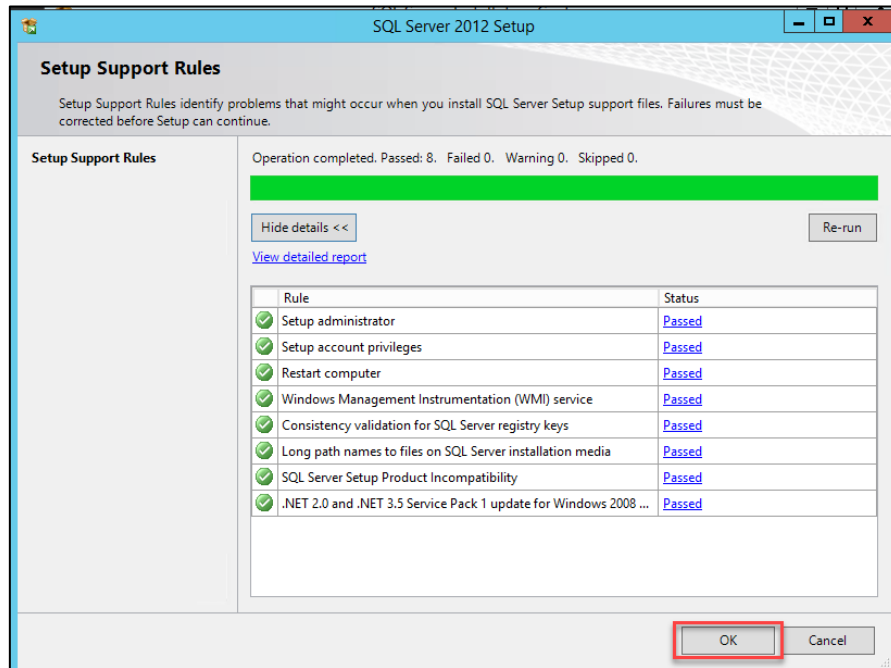 SQL Server 2012 Setup
Setup Support Rules
Setup Support Rules identify problems that might occur when you install SQL Server Setup support files. Failures must be
corrected before Setup can continue.
Setup Support Rules
Operation completed. Passed: 8.   Failed 0.   Warning 0.   Skipped 0.
Hide details <<
Re-run
View detailed report
Rule Status
Setup administrator Passed
Setup account privileges Passed
Restart computer Passed
Windows Management Instrumentation (WMI) service Passed
Consistency validation for SQL Server registry keys Passed
Long path names to files on SQL Server installation media Passed
SQL Server Setup Product Incompatibility Passed
.NET 2.0 and .NET 3.5 Service Pack 1 update for Windows 2008 ... Passed
OK Cancel